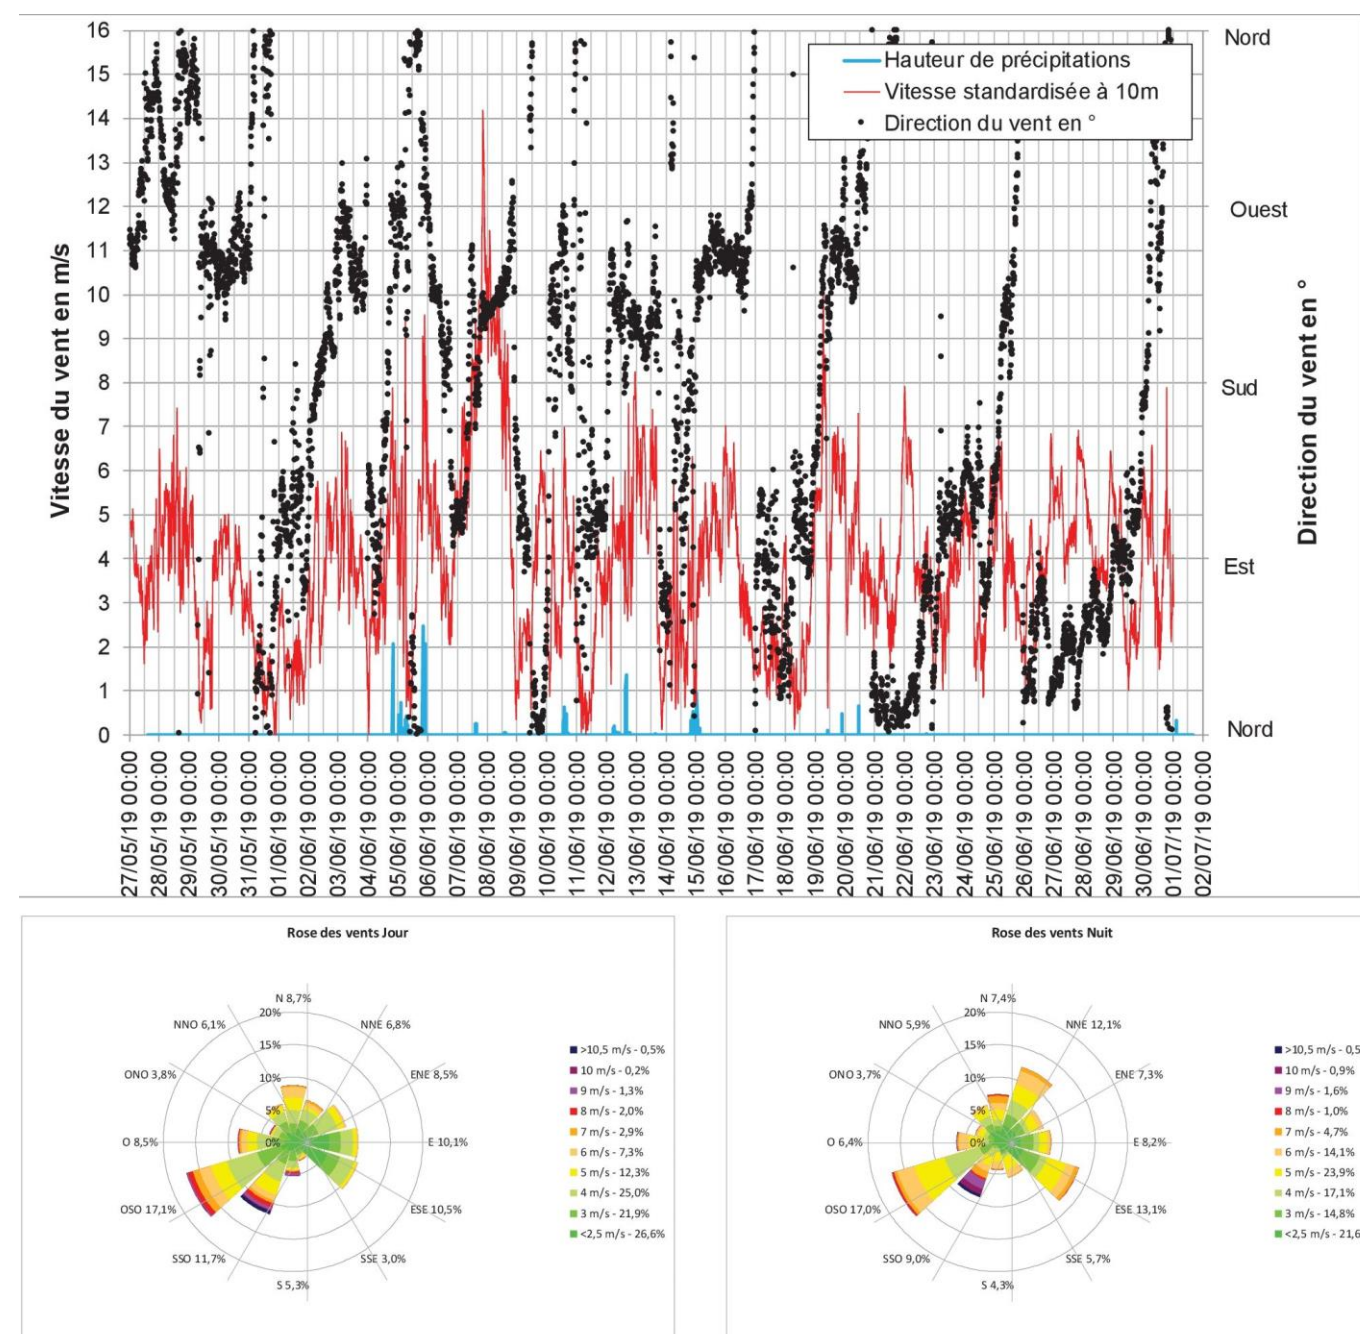 16
15
14
13
12
11
10
9
8
7
6
5
4
3
2
1
0
Vitesse du vent en m/s
Hauteur de précipitations
Vitesse standardisée à 10m
Direction du vent en °
Nord
Ouest
Sud
Est
Nord
Direction du vent en °
27/05/19 00:00
28/05/19 00:00
29/05/19 00:00
30/05/19 00:00
31/05/19 00:00
01/06/19 00:00
02/06/19 00:00
03/06/19 00:00
04/06/19 00:00
05/06/19 00:00
06/06/19 00:00
07/06/19 00:00
08/06/19 00:00
09/06/19 00:00
10/06/19 00:00
11/06/19 00:00
12/06/19 00:00
13/06/19 00:00
14/06/19 00:00
15/06/19 00:00
16/06/19 00:00
17/06/19 00:00
18/06/19 00:00
19/06/19 00:00
20/06/19 00:00
21/06/19 00:00
22/06/19 00:00
23/06/19 00:00
24/06/19 00:00
25/06/19 00:00
26/06/19 00:00
27/06/19 00:00
28/06/19 00:00
29/06/19 00:00
30/06/19 00:00
01/07/19 00:00
02/07/19 00:00
Rose des vents Jour
N 8,7%
NNE 6,8%
ENE 8,5%
E 10,1%
ESE 10,5%
SSE 3,0%
S 5,3%
SSO 11,7%
OSO 17,1%
O 8,5%
ONO 3,8%
NNO 6,1%
20%
15%
10%
5%
0%
>10,5 m/s - 0,5%
10 m/s - 0,2%
9 m/s - 1,3%
8 m/s - 2,0%
7 m/s - 2,9%
6 m/s - 7,3%
5 m/s - 12,3%
4 m/s - 25,0%
3 m/s - 21,9%
<2,5 m/s - 26,6%
Rose des vents Nuit
N 7,4%
NNE 12,1%
ENE 7,3%
E 8,2%
ESE 13,1%
SSE 5,7%
S 4,3%
SSO 9,0%
OSO 17,0%
O 6,4%
ONO 3,7%
NNO 5,9%
20%
15%
10%
5%
0%
>10,5 m/s - 0,5
10 m/s - 0,9%
9 m/s - 1,6%
8 m/s - 1,0%
7 m/s - 4,7%
6 m/s - 14,1%
5 m/s - 23,9%
4 m/s - 17,1%
3 m/s - 14,8%
<2,5 m/s - 21,6